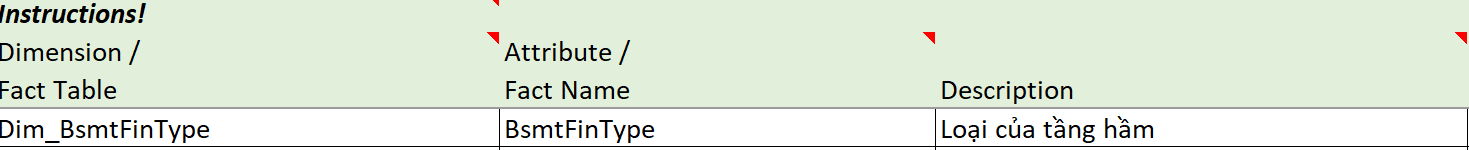 Instructions!
Dimension / Attribute /
Fact Table Fact Name Description
Dim_BsmtFinType BsmtFinType Loại của tầng hầm